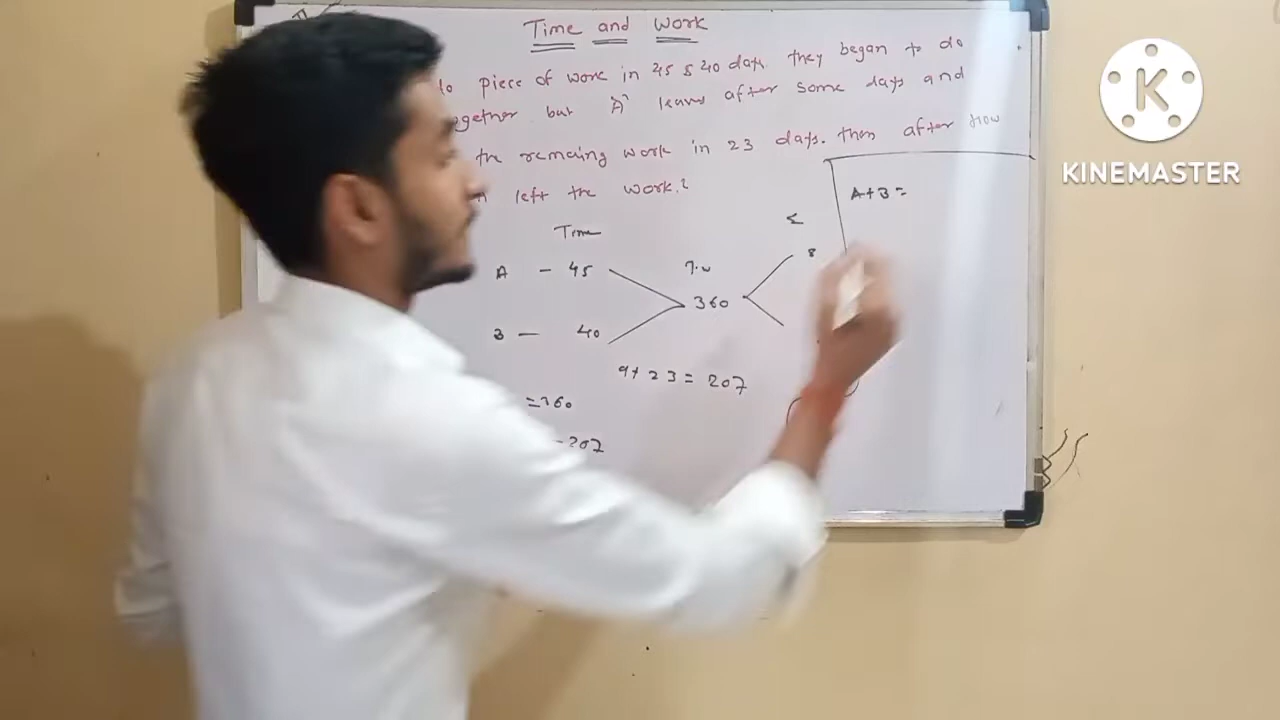 Time and Work
do piece of work in 45 & 40 days they began to do
together but 'A' leaves after some days and
the remaing work in 23 days. then after how
left the work?
A+B =
Time
Σ
A - 45
T.W
8
360
B - 40
9+23 = 207
=360
-207
K
KINEMASTER